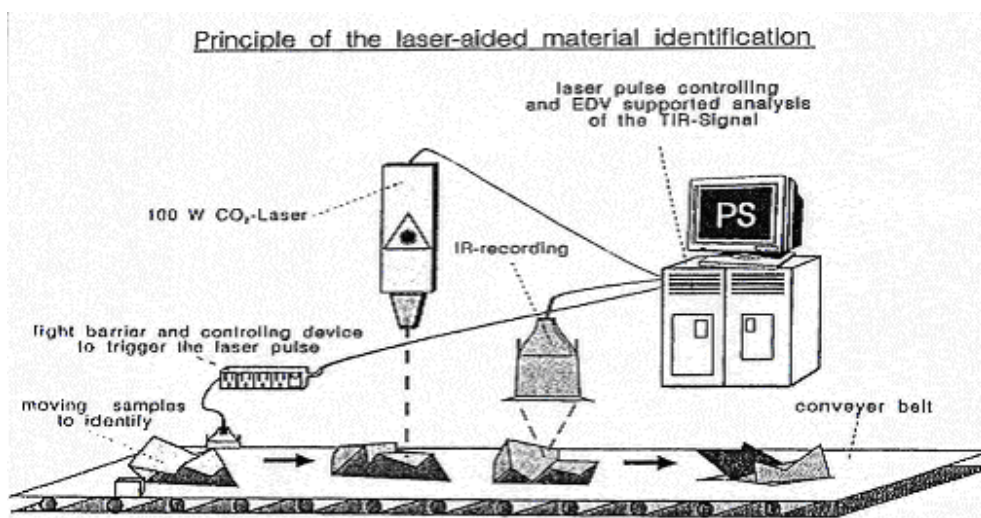 Principle of the laser-aided material identification
laser pulse controlling
and EDV supported analysis
of the TIR-Signal
100 W CO₂-Laser
PS
IR-recording
light barrier and controlling device
to trigger the laser pulse
moving samples
to identify
conveyer belt